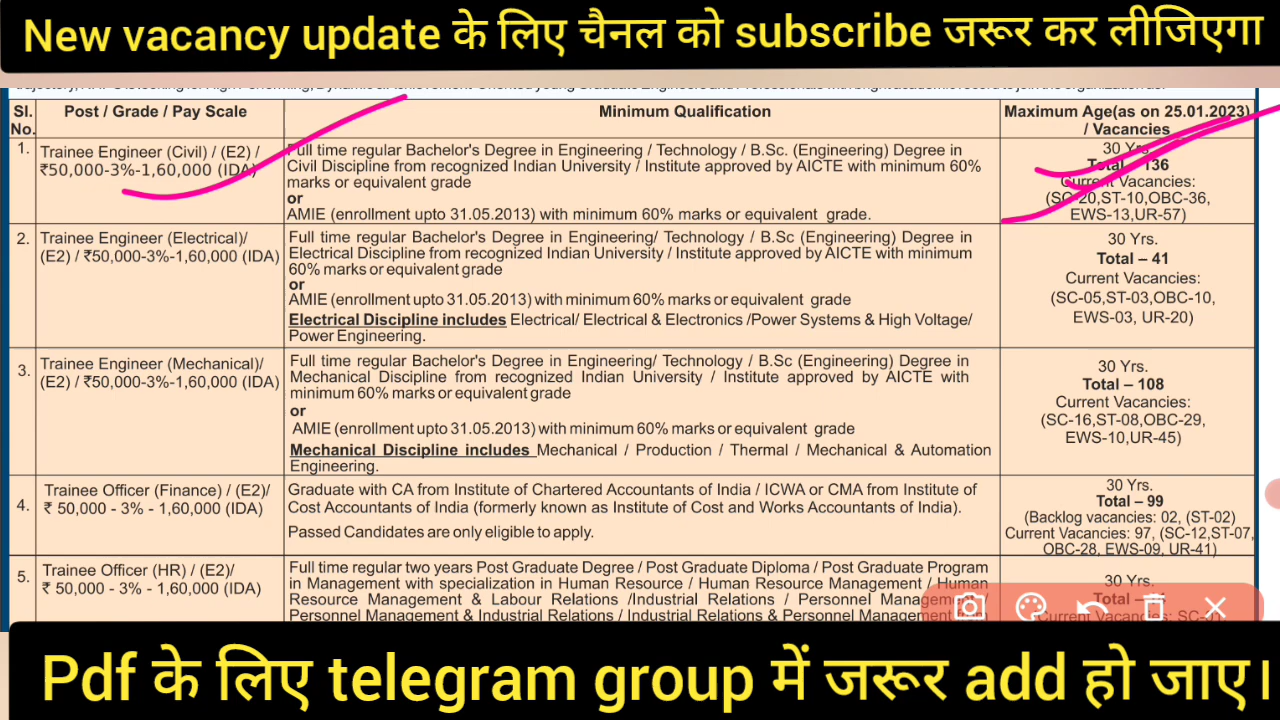 New vacancy update के लिए चैनल को subscribe जरूर कर लीजिएगा
Sl. No.
Post / Grade / Pay Scale
Minimum Qualification
Maximum Age(as on 25.01.2023) / Vacancies
1.
Trainee Engineer (Civil) / (E2) /
₹50,000-3%-1,60,000 (IDA)
Full time regular Bachelor's Degree in Engineering / Technology / B.Sc. (Engineering) Degree in
Civil Discipline from recognized Indian University / Institute approved by AICTE with minimum 60%
marks or equivalent grade
or
AMIE (enrollment upto 31.05.2013) with minimum 60% marks or equivalent grade.
30 Yrs.
Total – 136
Current Vacancies:
(SC-20,ST-10,OBC-36,
EWS-13,UR-57)
2.
Trainee Engineer (Electrical)/
(E2) / ₹50,000-3%-1,60,000 (IDA)
Full time regular Bachelor's Degree in Engineering/ Technology / B.Sc (Engineering) Degree in
Electrical Discipline from recognized Indian University / Institute approved by AICTE with minimum
60% marks or equivalent grade
or
AMIE (enrollment upto 31.05.2013) with minimum 60% marks or equivalent grade
Electrical Discipline includes Electrical/ Electrical & Electronics /Power Systems & High Voltage/
Power Engineering.
30 Yrs.
Total – 41
Current Vacancies:
(SC-05,ST-03,OBC-10,
EWS-03, UR-20)
3.
Trainee Engineer (Mechanical)/
(E2) / ₹50,000-3%-1,60,000 (IDA)
Full time regular Bachelor's Degree in Engineering/ Technology / B.Sc (Engineering) Degree in
Mechanical Discipline from recognized Indian University / Institute approved by AICTE with
minimum 60% marks or equivalent grade
or
AMIE (enrollment upto 31.05.2013) with minimum 60% marks or equivalent grade
Mechanical Discipline includes Mechanical / Production / Thermal / Mechanical & Automation
Engineering.
30 Yrs.
Total – 108
Current Vacancies:
(SC-16,ST-08,OBC-29,
EWS-10,UR-45)
4.
Trainee Officer (Finance) / (E2)/
₹ 50,000 - 3% - 1,60,000 (IDA)
Graduate with CA from Institute of Chartered Accountants of India / ICWA or CMA from Institute of
Cost Accountants of India (formerly known as Institute of Cost and Works Accountants of India).
Passed Candidates are only eligible to apply.
30 Yrs.
Total – 99
(Backlog vacancies: 02, (ST-02)
Current Vacancies: 97, (SC-12,ST-07,
OBC-28, EWS-09, UR-41)
5.
Trainee Officer (HR) / (E2)/
₹ 50,000 - 3% - 1,60,000 (IDA)
Full time regular two years Post Graduate Degree / Post Graduate Diploma / Post Graduate Program
in Management with specialization in Human Resource / Human Resource Management / Human
Resource Management & Labour Relations /Industrial Relations / Personnel Management /
Personnel Management & Industrial Relations / Industrial Relations & Personnel Management
30 Yrs.
Total –
Current Vacancies: SC-
Pdf के लिए telegram group में जरूर add हो जाए।